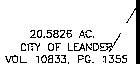 20.5826 AC.
CITY OF LEANDER
VOL. 10833, PG. 1355